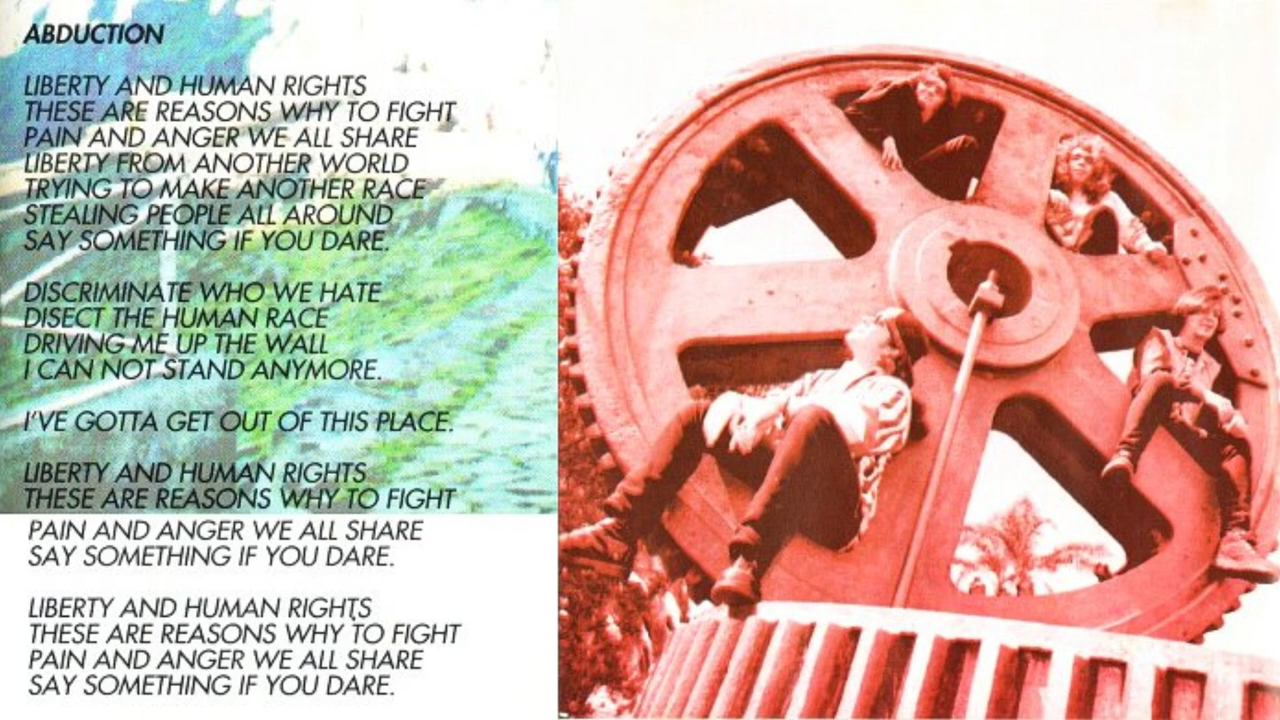 ABDUCTION
LIBERTY AND HUMAN RIGHTS
THESE ARE REASONS WHY TO FIGHT
PAIN AND ANGER WE ALL SHARE
LIBERTY FROM ANOTHER WORLD
TRYING TO MAKE ANOTHER RACE
STEALING PEOPLE ALL AROUND
SAY SOMETHING IF YOU DARE.
DISCRIMINATE WHO WE HATE
DISECT THE HUMAN RACE
DRIVING ME UP THE WALL
I CAN NOT STAND ANYMORE.
I'VE GOTTA GET OUT OF THIS PLACE.
LIBERTY AND HUMAN RIGHTS
THESE ARE REASONS WHY TO FIGHT
PAIN AND ANGER WE ALL SHARE
SAY SOMETHING IF YOU DARE.
LIBERTY AND HUMAN RIGHTS
THESE ARE REASONS WHY TO FIGHT
PAIN AND ANGER WE ALL SHARE
SAY SOMETHING IF YOU DARE.